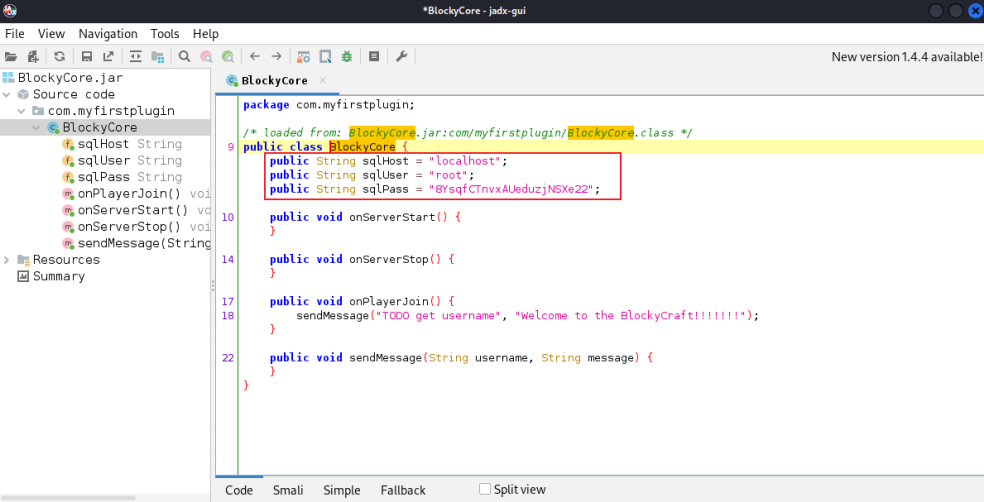 *BlockyCore - jadx-gui
File View Navigation Tools Help
New version 1.4.4 available!
BlockyCore.jar
Source code
com.myfirstplugin
BlockyCore
sqlHost String
sqlUser String
sqlPass String
onPlayerJoin() voi
onServerStart() vo
onServerStop() voi
sendMessage(String
Resources
Summary
BlockyCore ×
package com.myfirstplugin;
/* loaded from: BlockyCore.jar:com/myfirstplugin/BlockyCore.class */
9 public class BlockyCore {
public String sqlHost = "localhost";
public String sqlUser = "root";
public String sqlPass = "8YsqfCTnvxAUeduzjNSXe22";
10 public void onServerStart() {
}
14 public void onServerStop() {
}
17 public void onPlayerJoin() {
18 sendMessage("TODO get username", "Welcome to the BlockyCraft!!!!!!!");
}
22 public void sendMessage(String username, String message) {
}
}
Code Smali Simple Fallback Split view